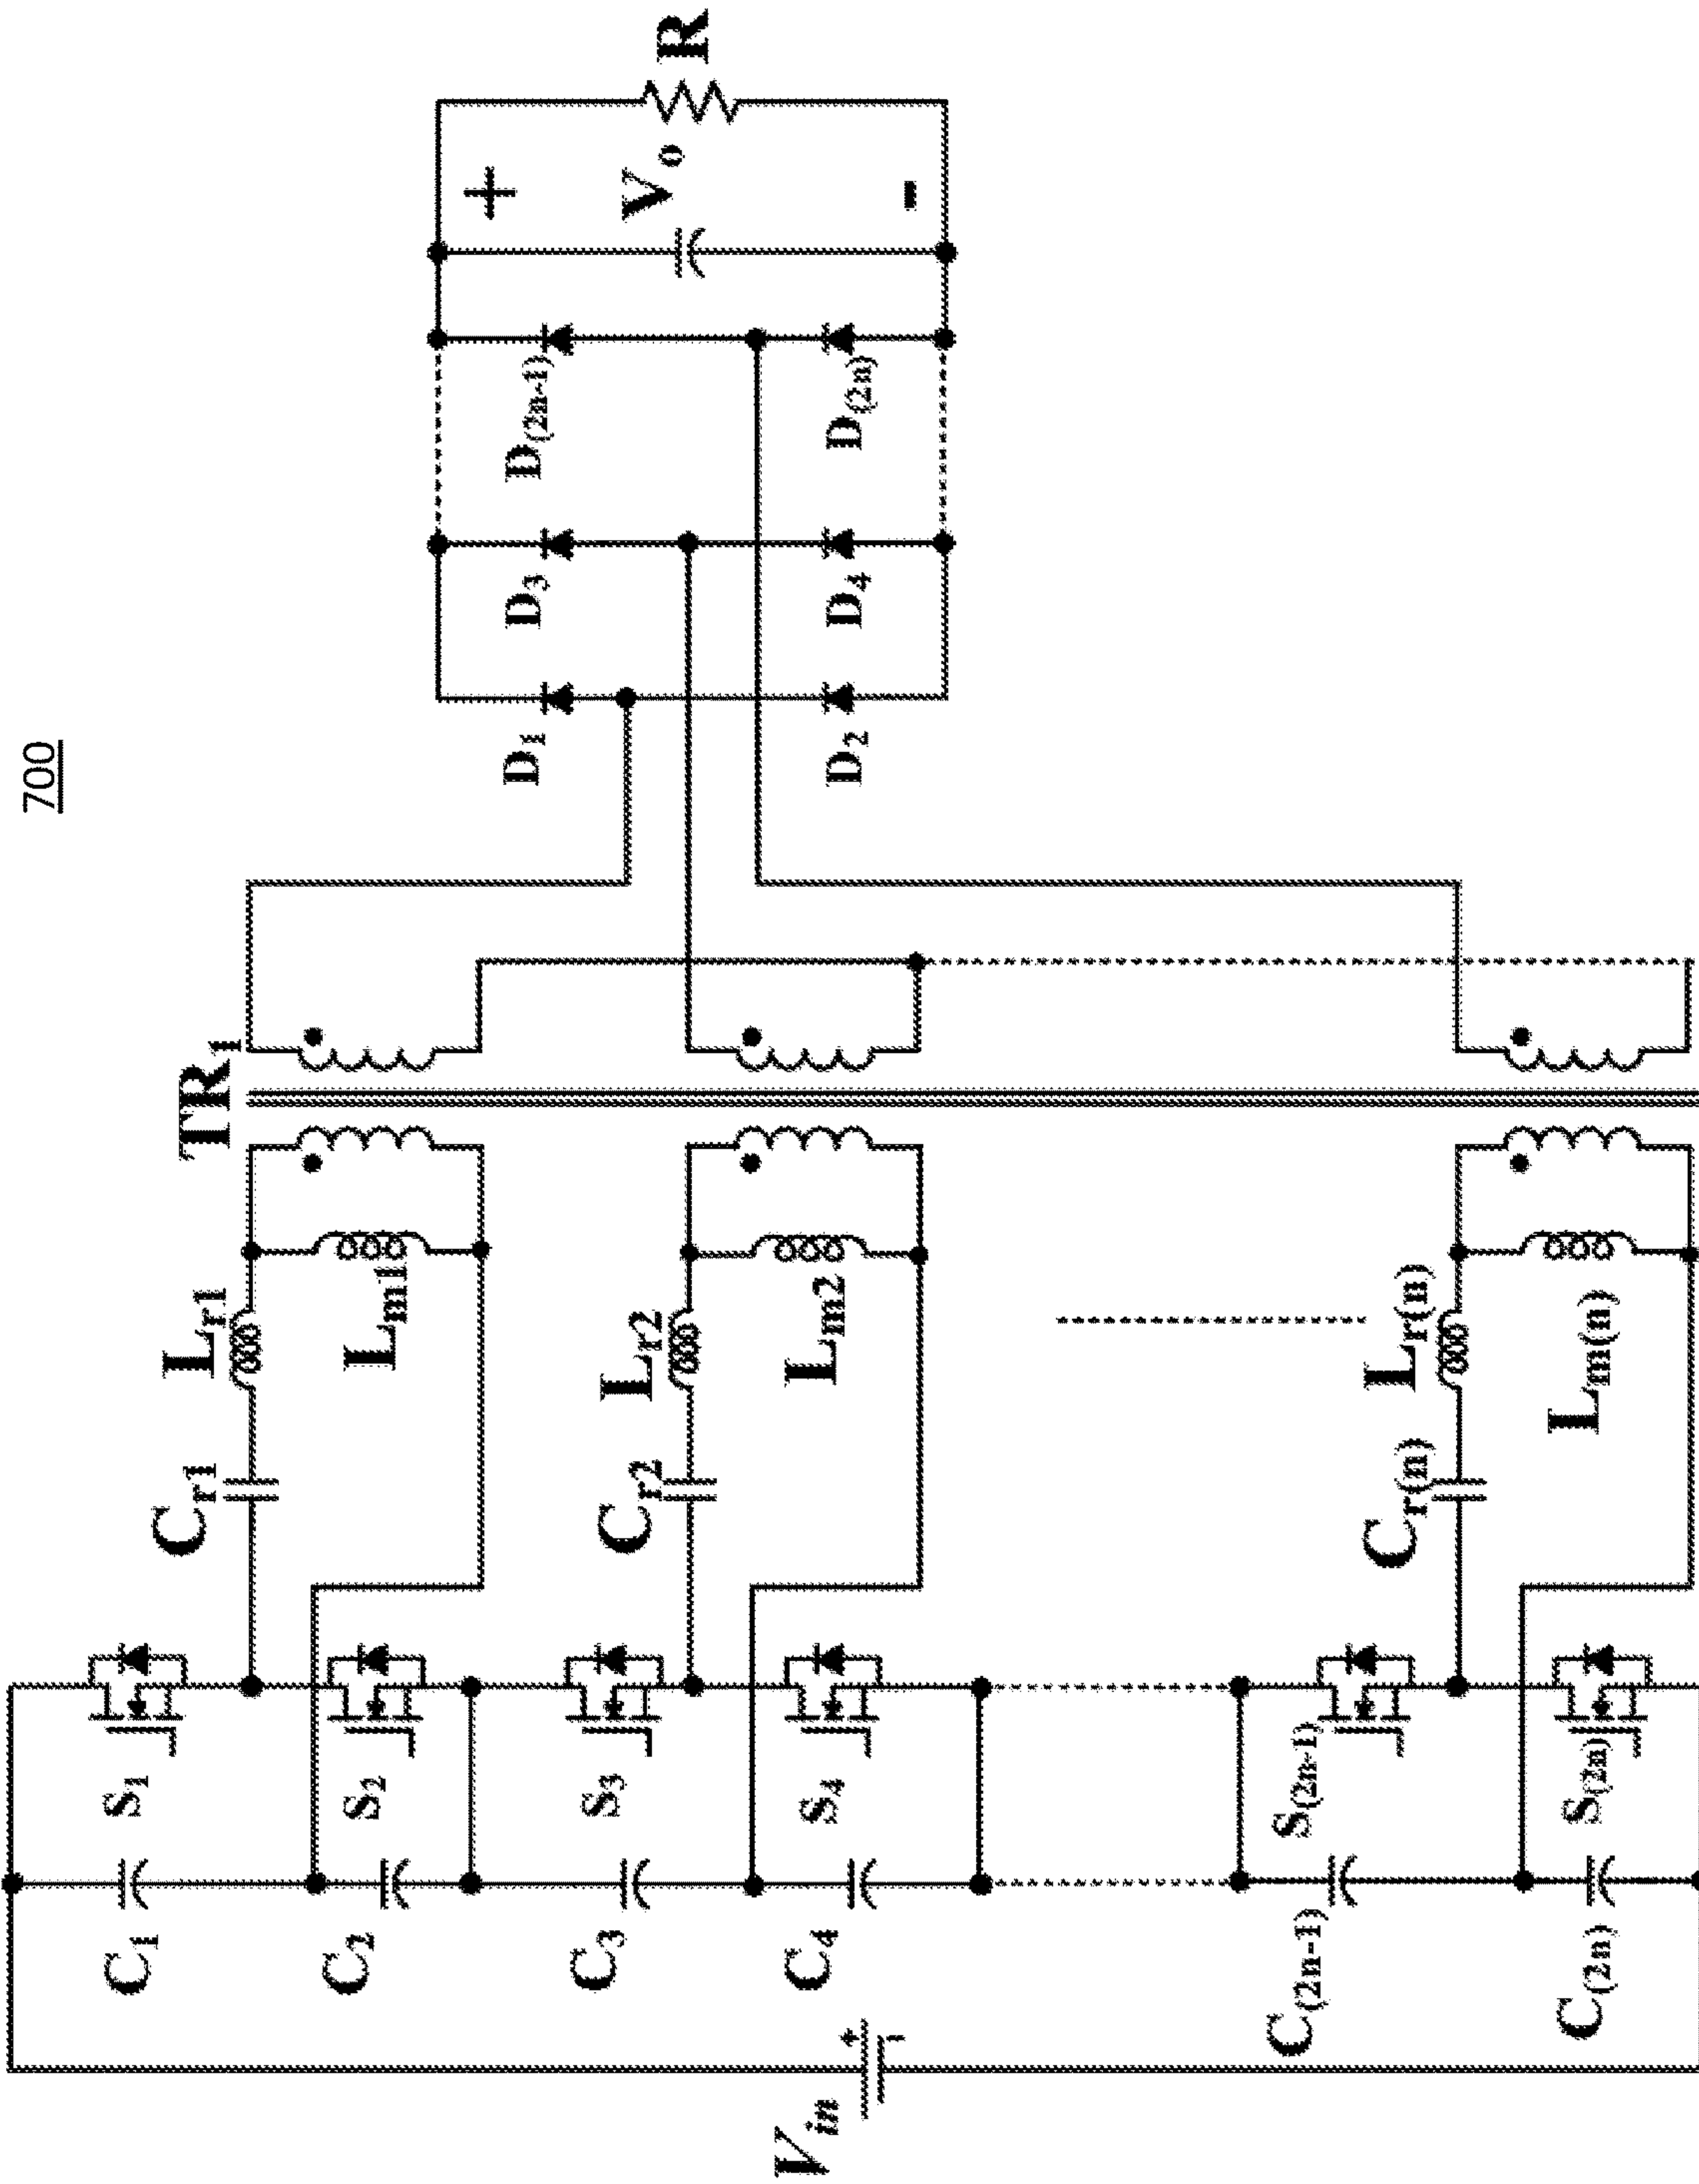 700
TR1
Vin
C1
S1
Cr1
Lr1
Lm1
C2
S2
C3
S3
Cr2
Lr2
Lm2
C4
S4
C(2n-1)
S(2n-1)
Cr(n)
Lr(n)
Lm(n)
C(2n)
S(2n)
D1
D3
D(2n-1)
D2
D4
D(2n)
+
Vo
-
R